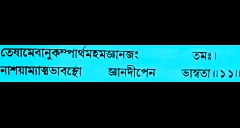 তেষামেবানুকম্পার্থমহমজ্ঞানজং তমঃ।
নাশয়াম্যাত্মভাবস্থো জ্ঞানদীপেন ভাস্বতা॥১১॥